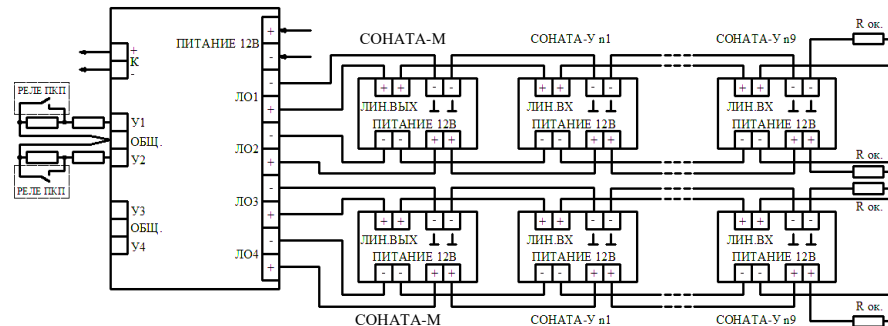 СОНАТА-М
СОНАТА-У n1
СОНАТА-У n9
R ок.
ПИТАНИЕ 12В
+
-
+
К
-
РЕЛЕ ПКП
У1
ОБЩ.
У2
РЕЛЕ ПКП
У3
ОБЩ.
У4
-
ЛО1
+
-
ЛО2
+
-
ЛО3
+
-
ЛО4
+
+ + - -
ЛИН.ВЫХ
ПИТАНИЕ 12В
- - + +
+ + - -
ЛИН.ВХ
ПИТАНИЕ 12В
- - + +
+ + - -
ЛИН.ВХ
ПИТАНИЕ 12В
- - + +
R ок.
R ок.
+ + - -
ЛИН.ВЫХ
ПИТАНИЕ 12В
- - + +
+ + - -
ЛИН.ВХ
ПИТАНИЕ 12В
- - + +
+ + - -
ЛИН.ВХ
ПИТАНИЕ 12В
- - + +
R ок.
СОНАТА-М
СОНАТА-У n1
СОНАТА-У n9